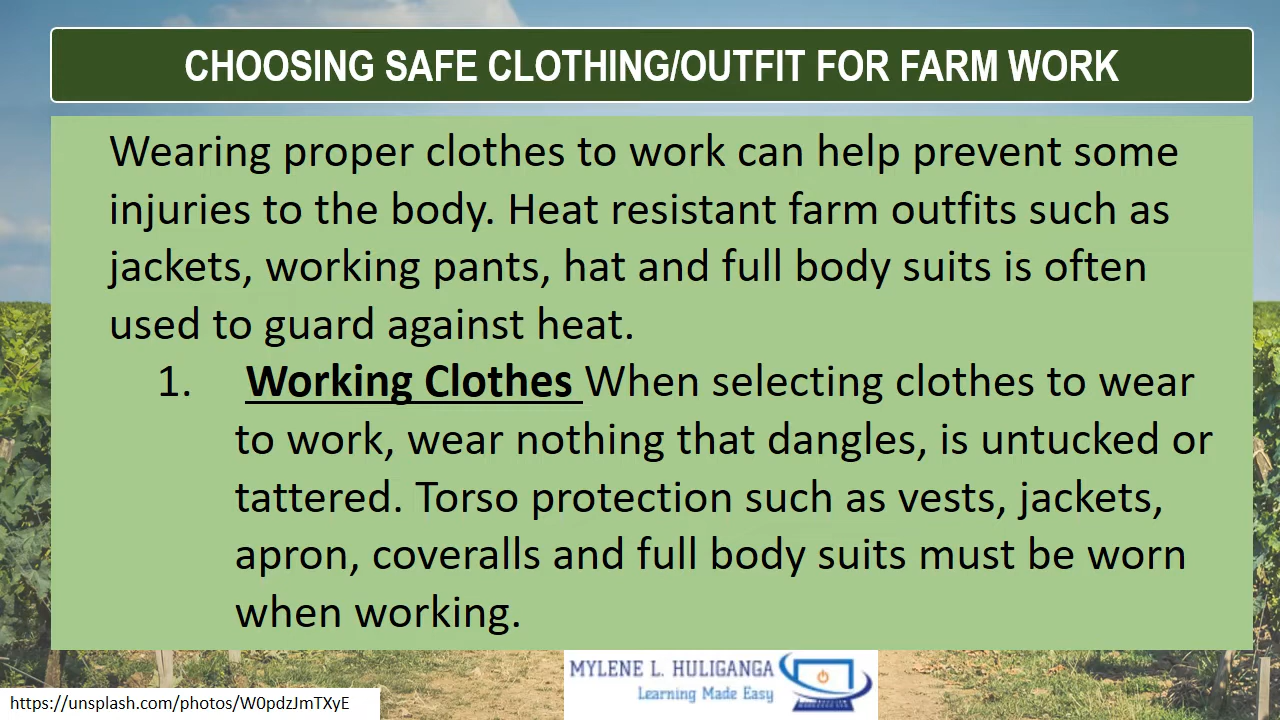 CHOOSING SAFE CLOTHING/OUTFIT FOR FARM WORK
Wearing proper clothes to work can help prevent some
injuries to the body. Heat resistant farm outfits such as
jackets, working pants, hat and full body suits is often
used to guard against heat.
1. Working Clothes When selecting clothes to wear
to work, wear nothing that dangles, is untucked or
tattered. Torso protection such as vests, jackets,
apron, coveralls and full body suits must be worn
when working.
MYLENE L. HULIGANGA
Learning Made Easy
https://unsplash.com/photos/W0pdzJmTXyE